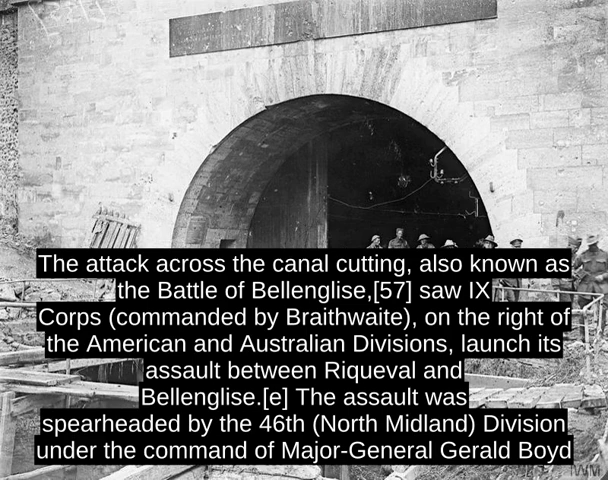 The attack across the canal cutting, also known as
the Battle of Bellenglise,[57] saw IX
Corps (commanded by Braithwaite), on the right of
the American and Australian Divisions, launch its
assault between Riqueval and
Bellenglise.[e] The assault was
spearheaded by the 46th (North Midland) Division
under the command of Major-General Gerald Boyd
IWM